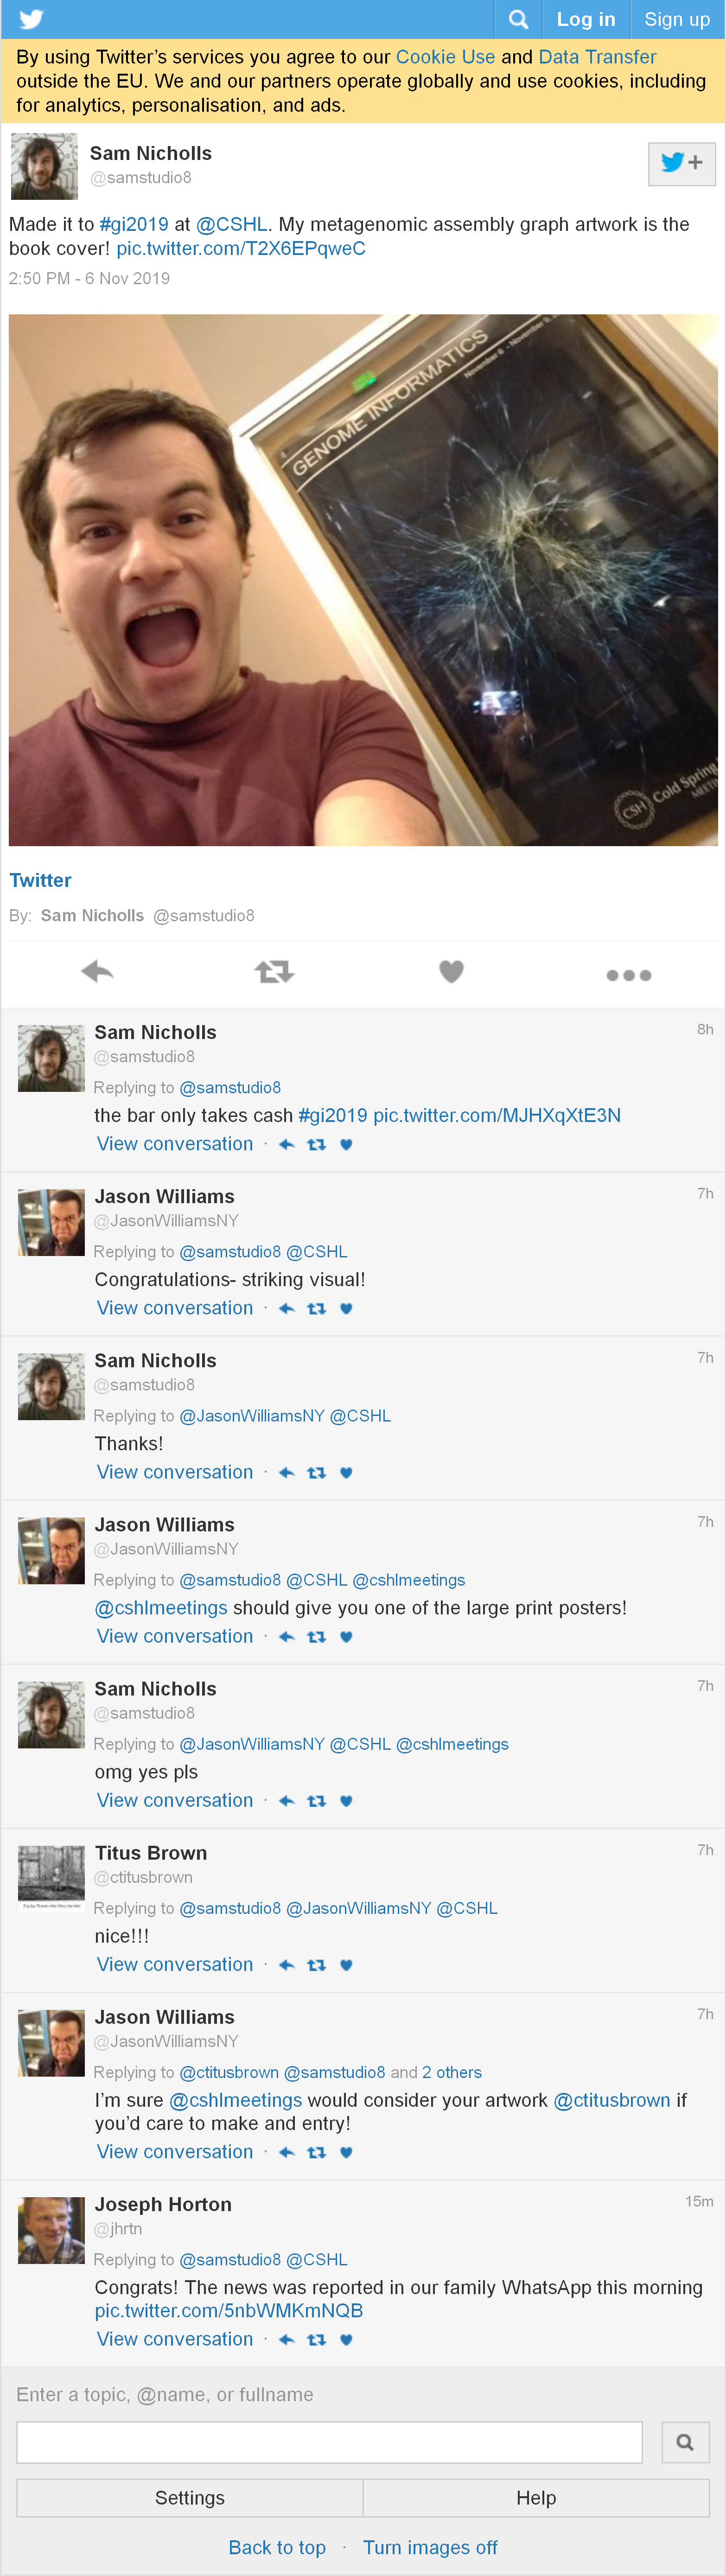 Log in
Sign up
By using Twitter’s services you agree to our Cookie Use and Data Transfer
outside the EU. We and our partners operate globally and use cookies, including
for analytics, personalisation, and ads.
Sam Nicholls
@samstudio8
+
Made it to #gi2019 at @CSHL. My metagenomic assembly graph artwork is the
book cover! pic.twitter.com/T2X6EPqweC
2:50 PM - 6 Nov 2019
GENOME INFORMATICS
November 6 - November 9,
CSH Cold Spring
MEETI
Twitter
By: Sam Nicholls @samstudio8
Sam Nicholls
8h
@samstudio8
Replying to @samstudio8
the bar only takes cash #gi2019 pic.twitter.com/MJHXqXtE3N
View conversation ·
Jason Williams
7h
@JasonWilliamsNY
Replying to @samstudio8 @CSHL
Congratulations- striking visual!
View conversation ·
Sam Nicholls
7h
@samstudio8
Replying to @JasonWilliamsNY @CSHL
Thanks!
View conversation ·
Jason Williams
7h
@JasonWilliamsNY
Replying to @samstudio8 @CSHL @cshlmeetings
@cshlmeetings should give you one of the large print posters!
View conversation ·
Sam Nicholls
7h
@samstudio8
Replying to @JasonWilliamsNY @CSHL @cshlmeetings
omg yes pls
View conversation ·
Titus Brown
7h
@ctitusbrown
Replying to @samstudio8 @JasonWilliamsNY @CSHL
nice!!!
View conversation ·
Jason Williams
7h
@JasonWilliamsNY
Replying to @ctitusbrown @samstudio8 and 2 others
I’m sure @cshlmeetings would consider your artwork @ctitusbrown if
you’d care to make and entry!
View conversation ·
Joseph Horton
15m
@jhrtn
Replying to @samstudio8 @CSHL
Congrats! The news was reported in our family WhatsApp this morning
pic.twitter.com/5nbWMKmNQB
View conversation ·
Enter a topic, @name, or fullname
Settings
Help
Back to top · Turn images off